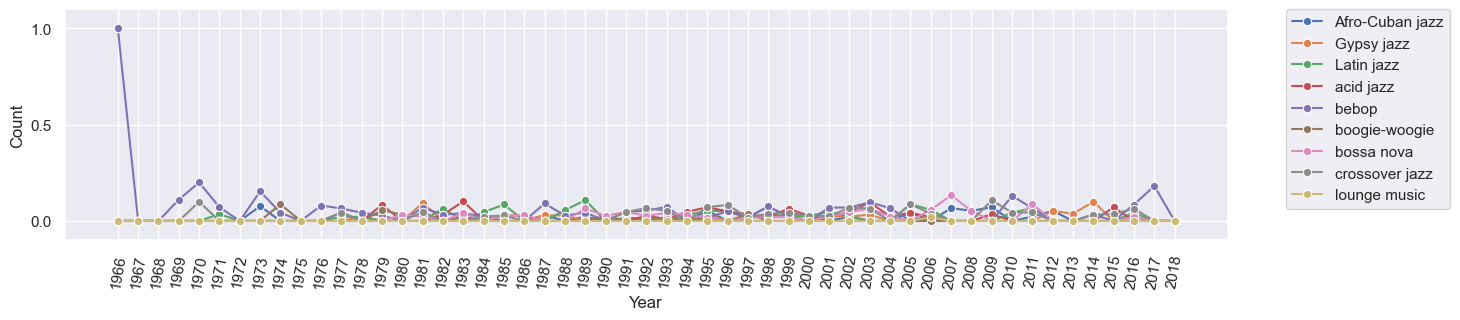 1.0
0.5
0.0
Count
1966 1967 1968 1969 1970 1971 1972 1973 1974 1975 1976 1977 1978 1979 1980 1981 1982 1983 1984 1985 1986 1987 1988 1989 1990 1991 1992 1993 1994 1995 1996 1997 1998 1999 2000 2001 2002 2003 2004 2005 2006 2007 2008 2009 2010 2011 2012 2013 2014 2015 2016 2017 2018
Year
Afro-Cuban jazz
Gypsy jazz
Latin jazz
acid jazz
bebop
boogie-woogie
bossa nova
crossover jazz
lounge music